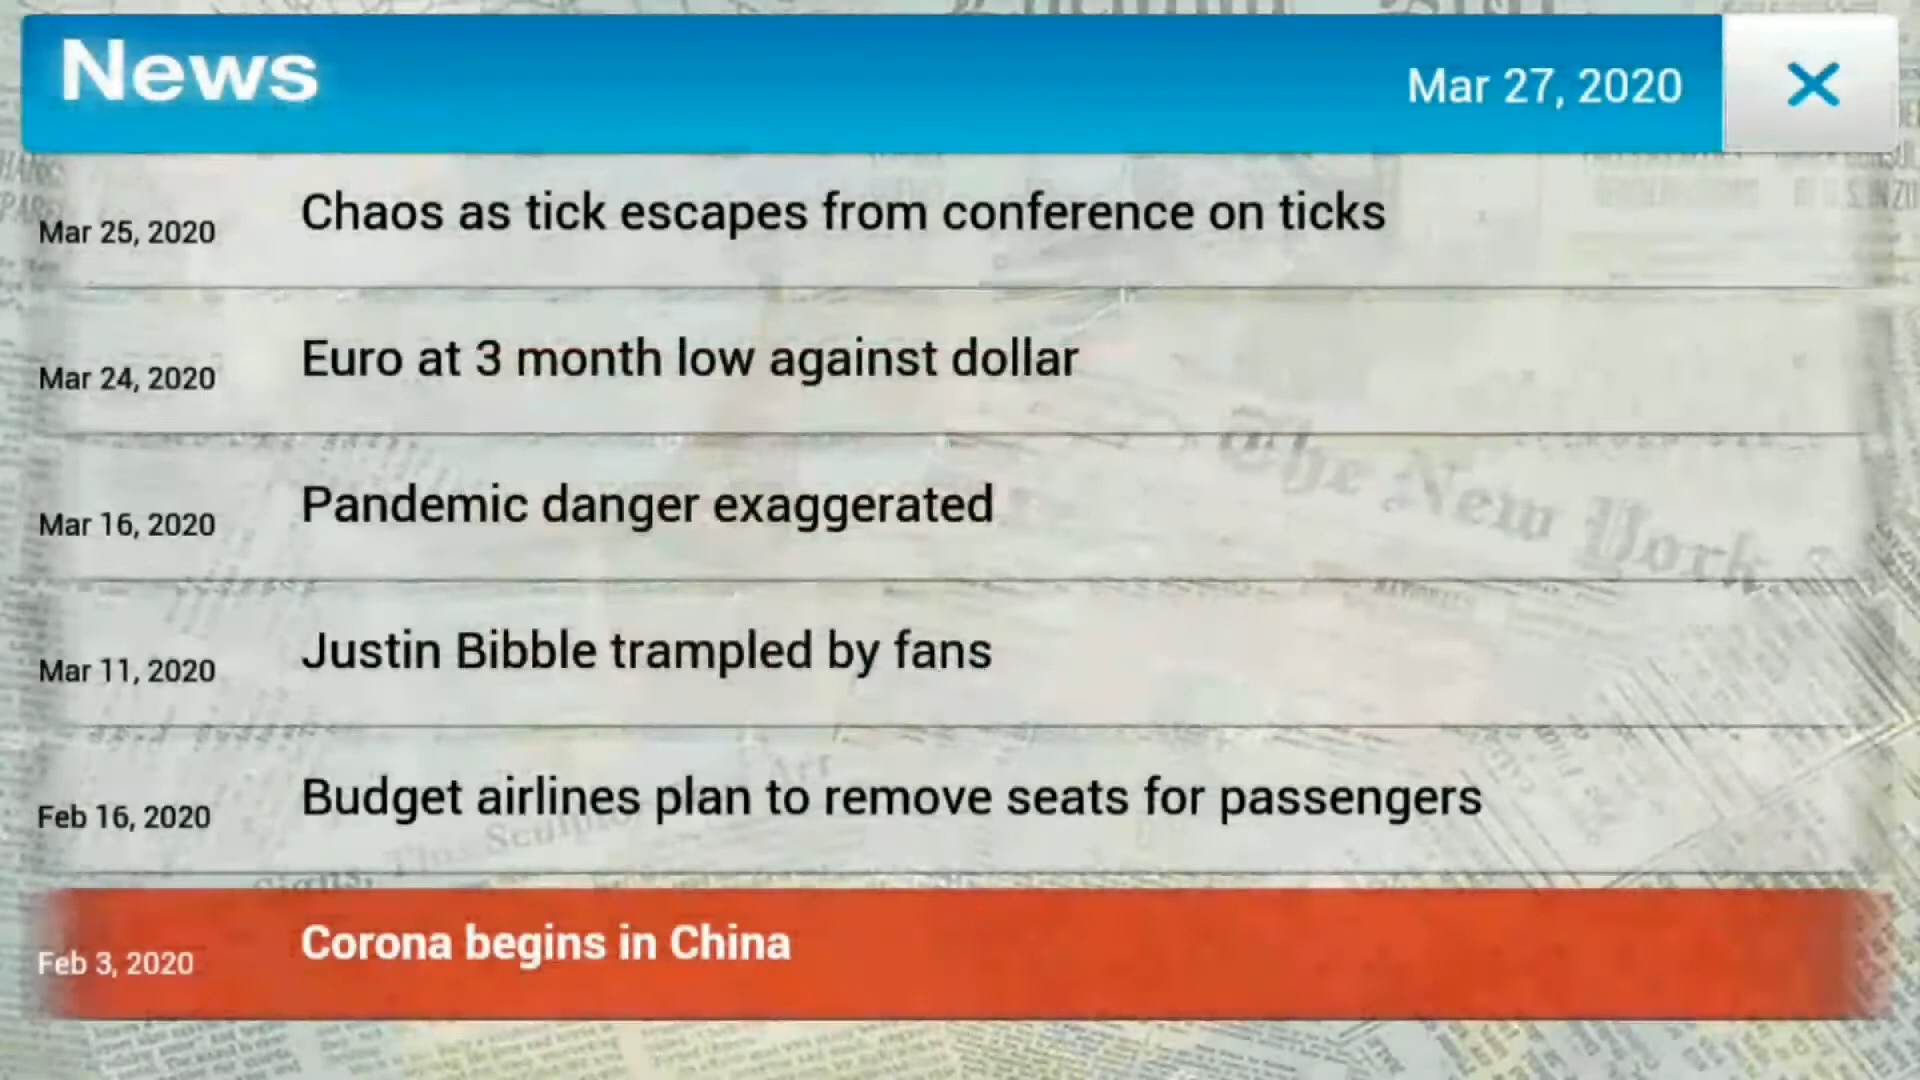 News
Mar 27, 2020
Mar 25, 2020 Chaos as tick escapes from conference on ticks
Mar 24, 2020 Euro at 3 month low against dollar
Mar 16, 2020 Pandemic danger exaggerated
The New York
Mar 11, 2020 Justin Bibble trampled by fans
Feb 16, 2020 Budget airlines plan to remove seats for passengers
Feb 3, 2020 Corona begins in China